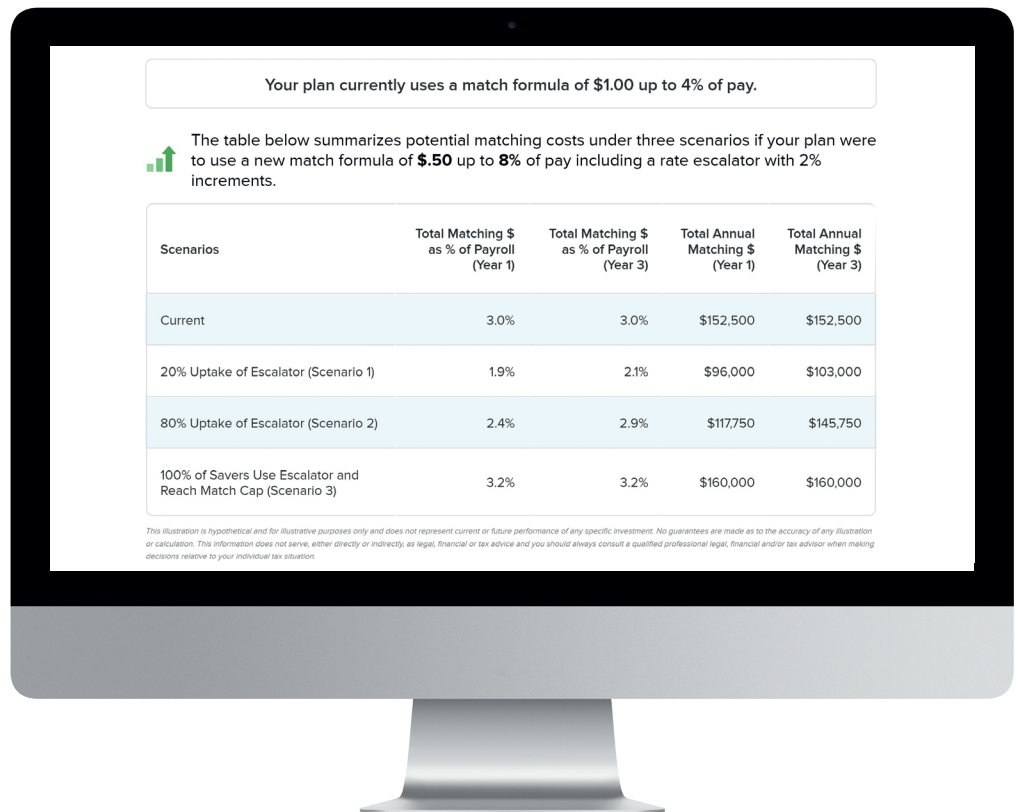 Your plan currently uses a match formula of $1.00 up to 4% of pay.
The table below summarizes potential matching costs under three scenarios if your plan were
to use a new match formula of $.50 up to 8% of pay including a rate escalator with 2%
increments.
Scenarios
Total Matching $
as % of Payroll
(Year 1)
Total Matching $
as % of Payroll
(Year 3)
Total Annual
Matching $
(Year 1)
Total Annual
Matching $
(Year 3)
Current 3.0% 3.0% $152,500 $152,500
20% Uptake of Escalator (Scenario 1) 1.9% 2.1% $96,000 $103,000
80% Uptake of Escalator (Scenario 2) 2.4% 2.9% $117,750 $145,750
100% of Savers Use Escalator and
Reach Match Cap (Scenario 3) 3.2% 3.2% $160,000 $160,000
This illustration is hypothetical and for illustrative purposes only and does not represent current or future performance of any specific investment. No guarantees are made as to the accuracy of any illustration
or calculation. This information does not serve, either directly or indirectly, as legal, financial or tax advice and you should always consult a qualified professional legal, financial and/or tax advisor when making
decisions relative to your individual tax situation.